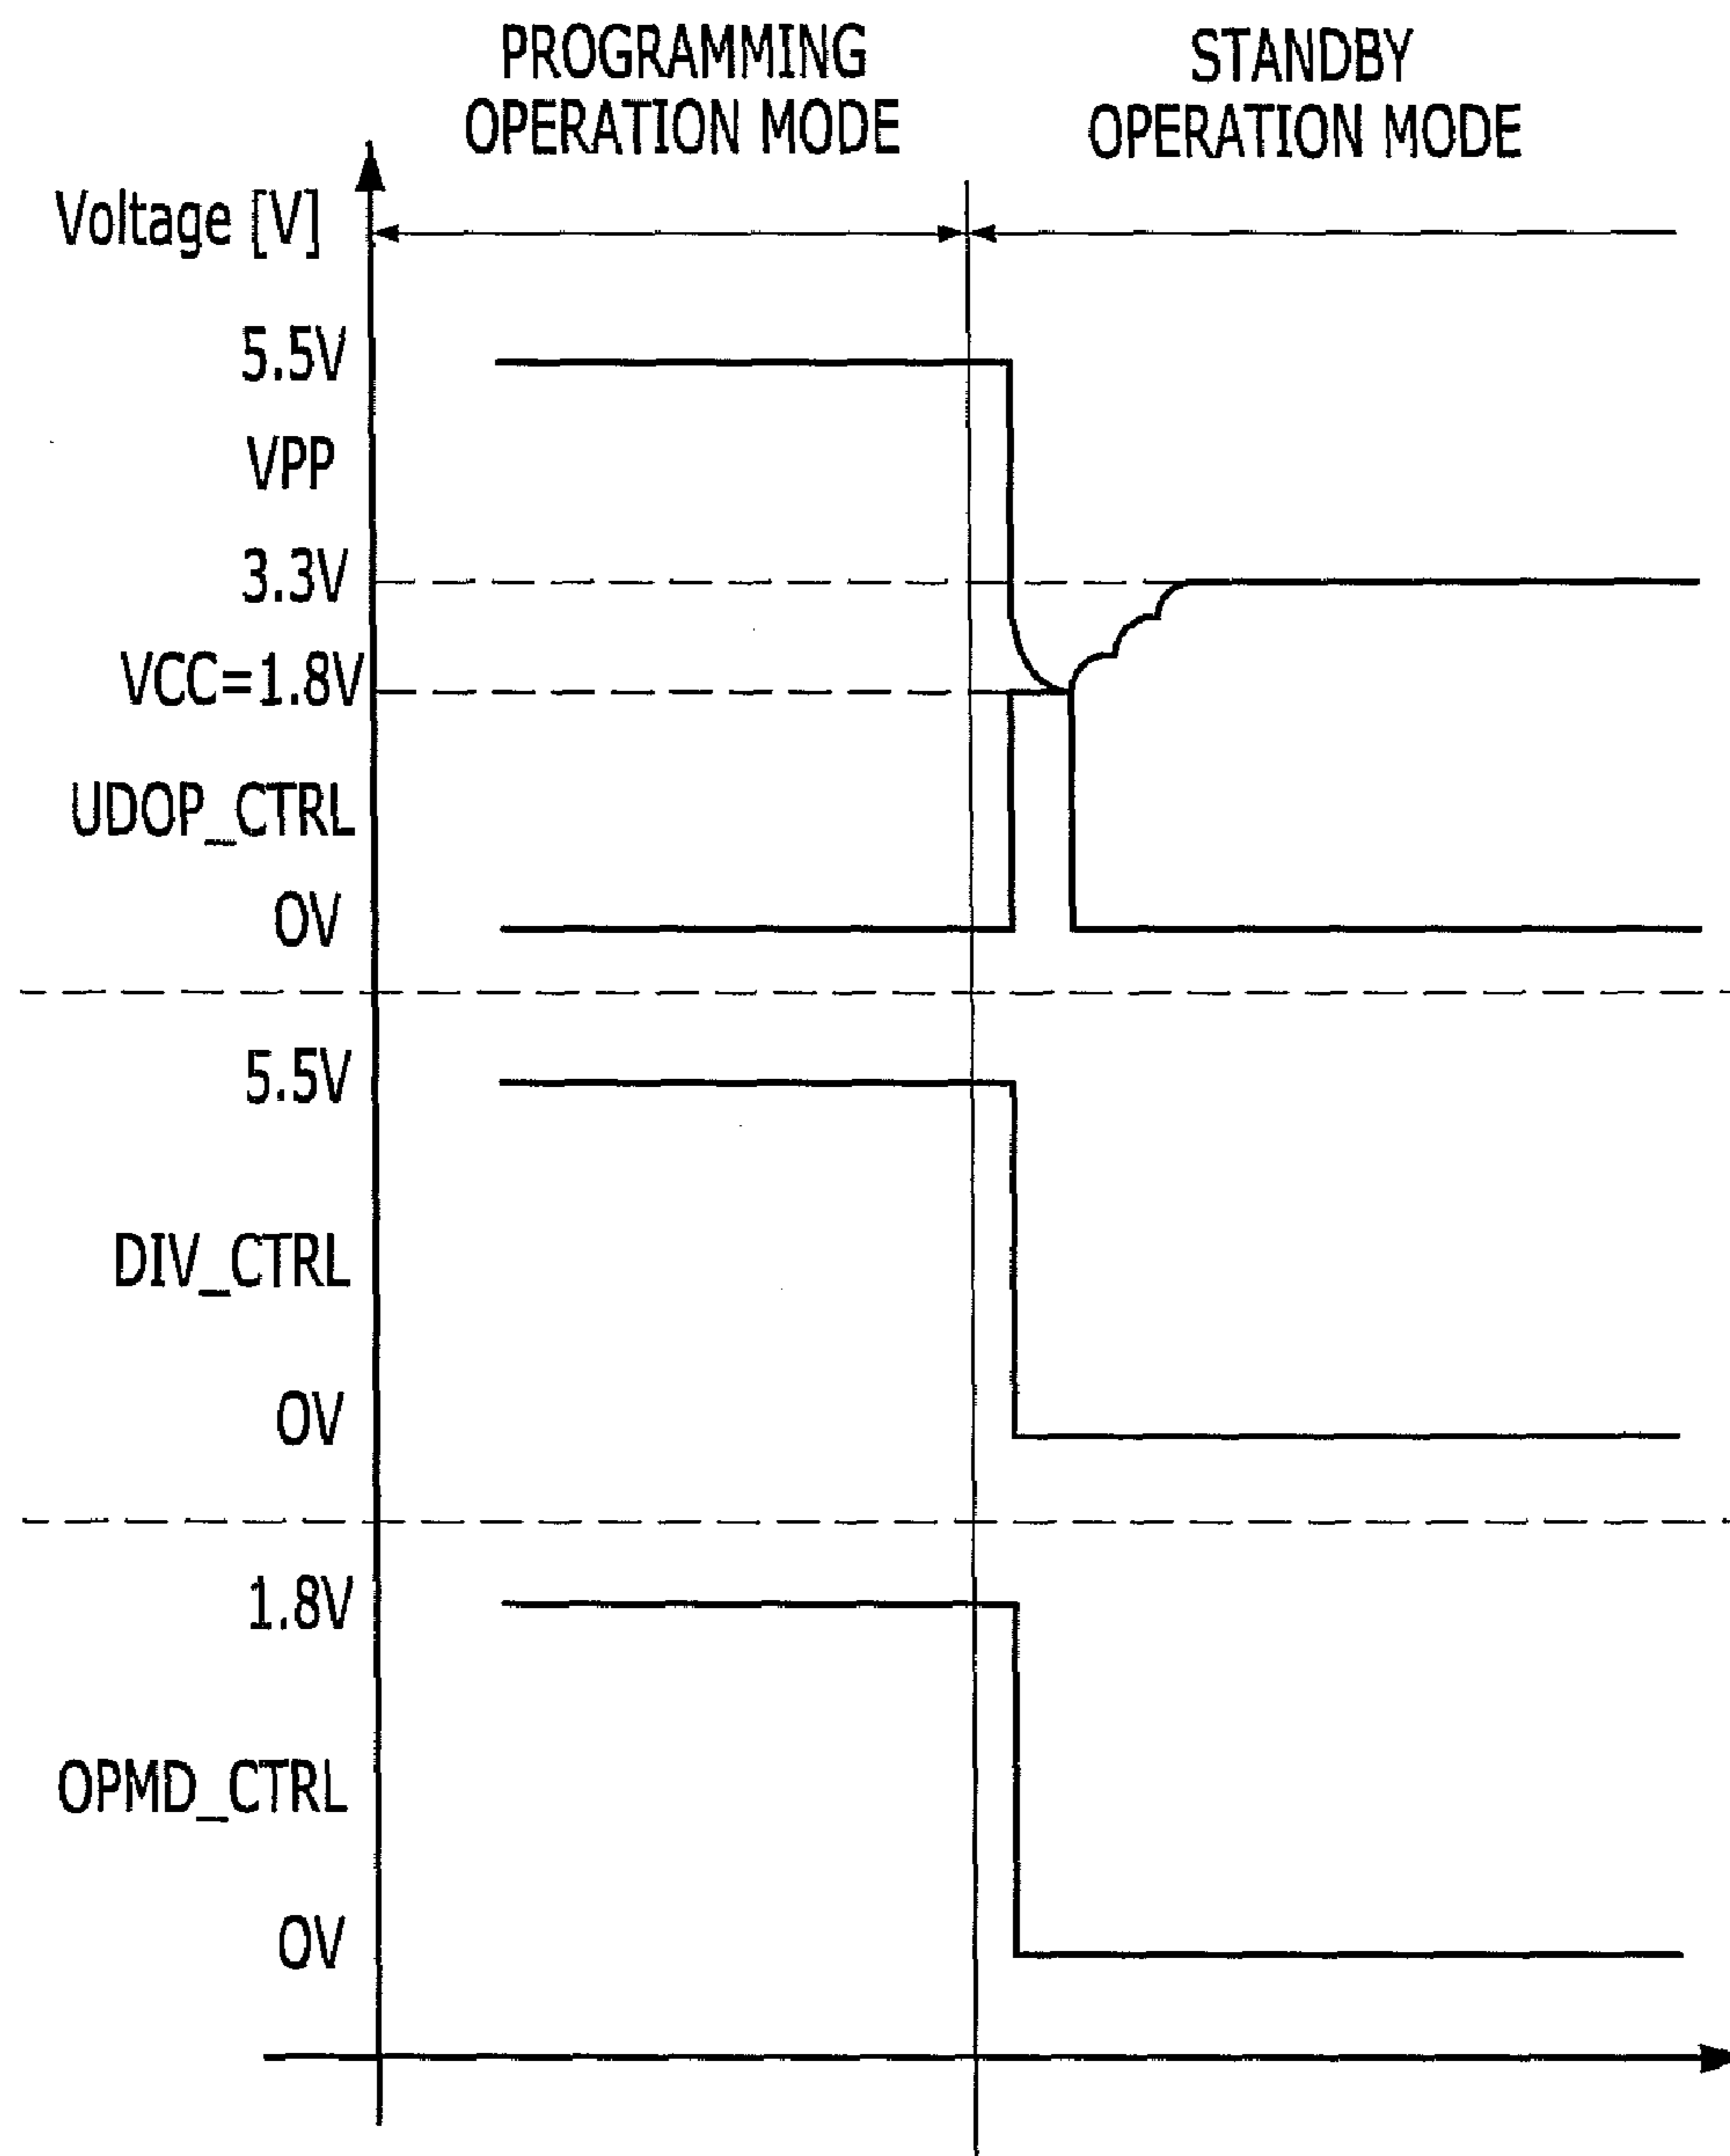 PROGRAMMING
OPERATION MODE
STANDBY
OPERATION MODE
Voltage [V]
5.5V
VPP
3.3V
VCC=1.8V
UDOP_CTRL
0V
5.5V
DIV_CTRL
0V
1.8V
OPMD_CTRL
0V